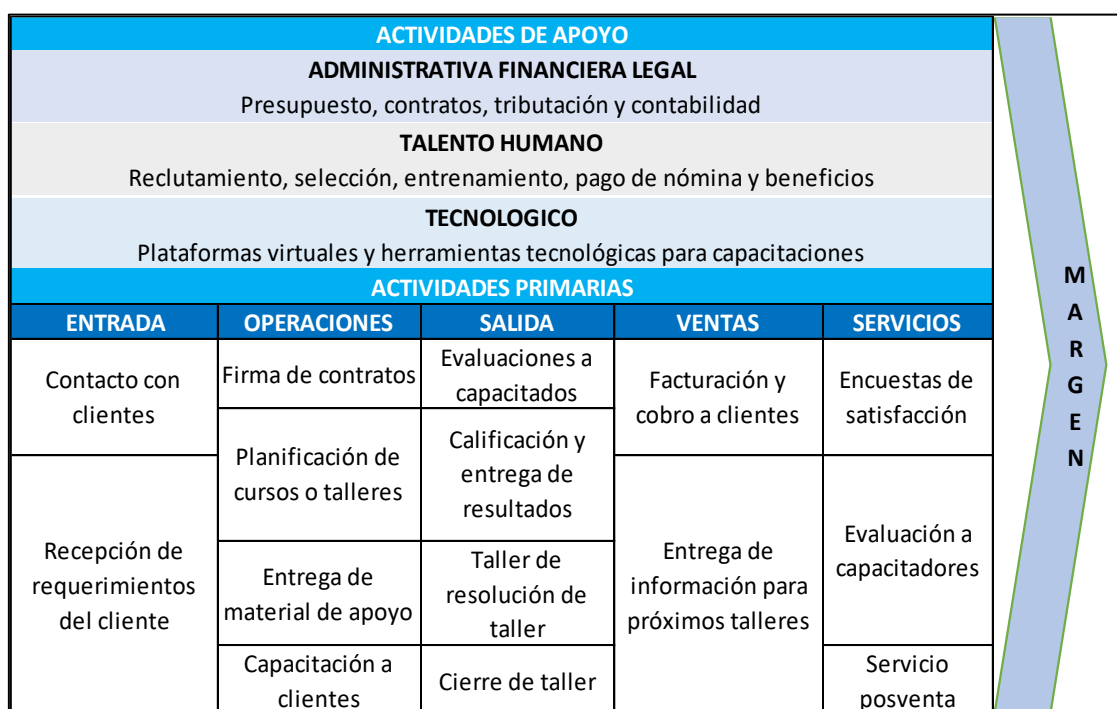 ACTIVIDADES DE APOYO
ADMINISTRATIVA FINANCIERA LEGAL
Presupuesto, contratos, tributación y contabilidad
TALENTO HUMANO
Reclutamiento, selección, entrenamiento, pago de nómina y beneficios
TECNOLOGICO
Plataformas virtuales y herramientas tecnológicas para capacitaciones
ACTIVIDADES PRIMARIAS
ENTRADA
Contacto con
clientes
Recepción de
requerimientos
del cliente
OPERACIONES
Firma de contratos
Planificación de
cursos o talleres
Entrega de
material de apoyo
Capacitación a
clientes
SALIDA
Evaluaciones a
capacitados
Calificación y
entrega de
resultados
Taller de
resolución de
taller
Cierre de taller
VENTAS
Facturación y
cobro a clientes
Entrega de
información para
próximos talleres
SERVICIOS
Encuestas de
satisfacción
Evaluación a
capacitadores
Servicio
posventa
M
A
R
G
E
N